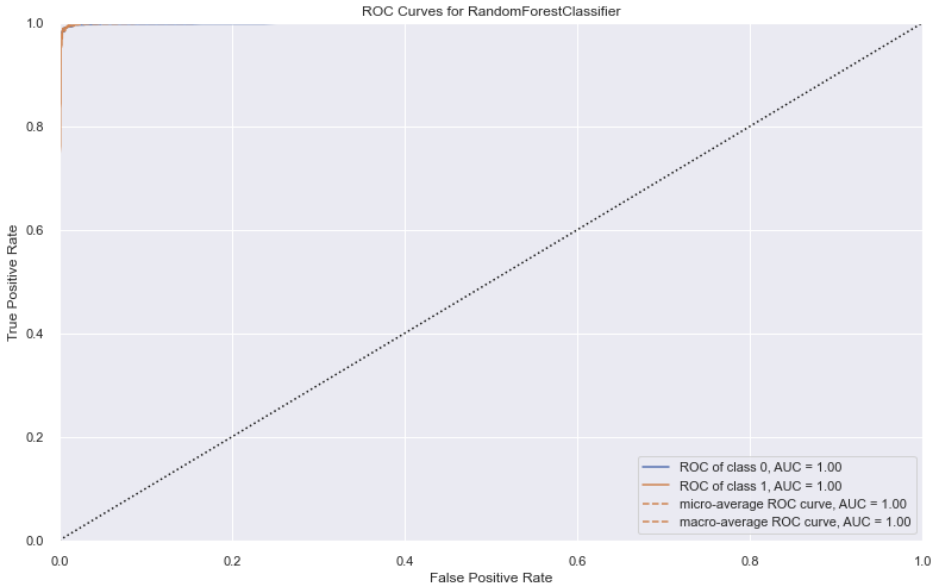 ROC Curves for RandomForestClassifier
1.0
0.8
0.6
0.4
0.2
0.0
True Positive Rate
ROC of class 0, AUC = 1.00
ROC of class 1, AUC = 1.00
micro-average ROC curve, AUC = 1.00
macro-average ROC curve, AUC = 1.00
0.0 0.2 0.4 0.6 0.8 1.0
False Positive Rate